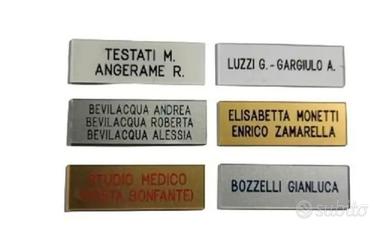 TESTATI M.
ANGERAME R.
LUZZI G. - GARGIULO A.
BEVILACQUA ANDREA
BEVILACQUA ROBERTA
BEVILACQUA ALESSIA
ELISABETTA MONETTI
ENRICO ZAMARELLA
STUDIO MEDICO
BONFANTE)
BOZZELLI GIANLUCA
subito